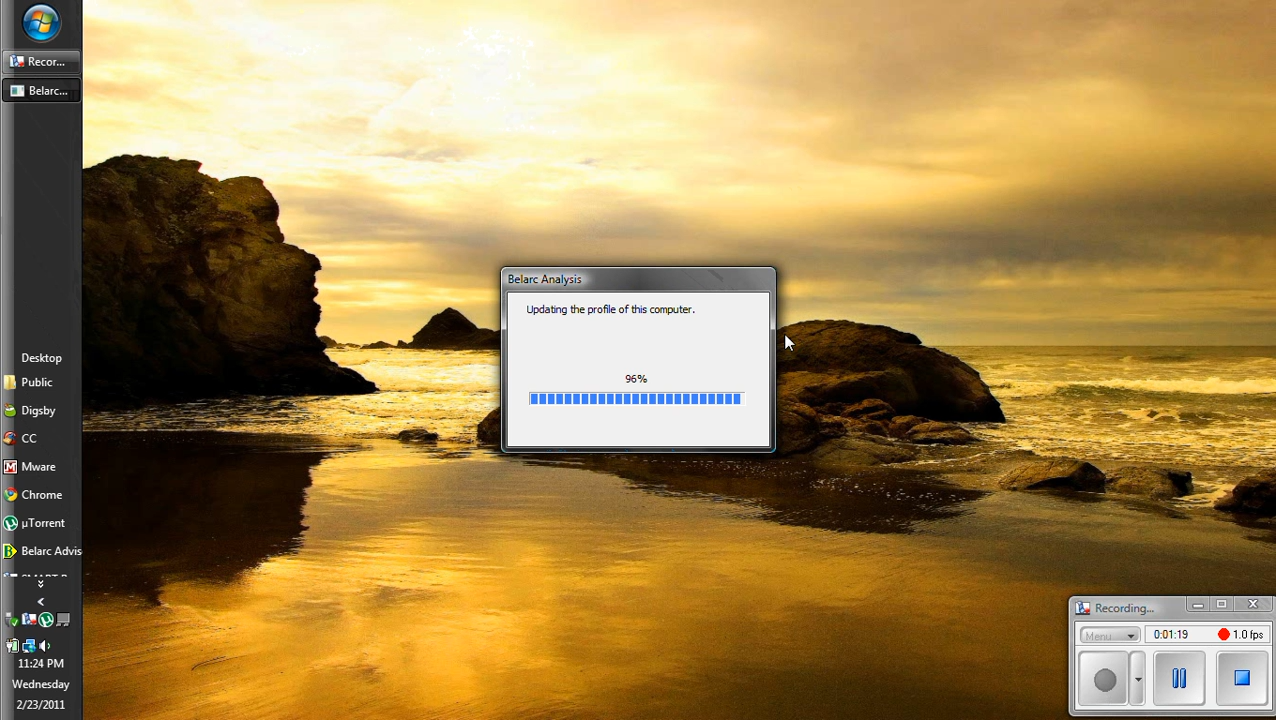 Recor...
Belarc...
Desktop
Public
Digsby
CC
Mware
Chrome
µTorrent
Belarc Advis
11:24 PM
Wednesday
2/23/2011
Belarc Analysis
Updating the profile of this computer.
96%
Recording...
Menu
0:01:19
1.0 fps